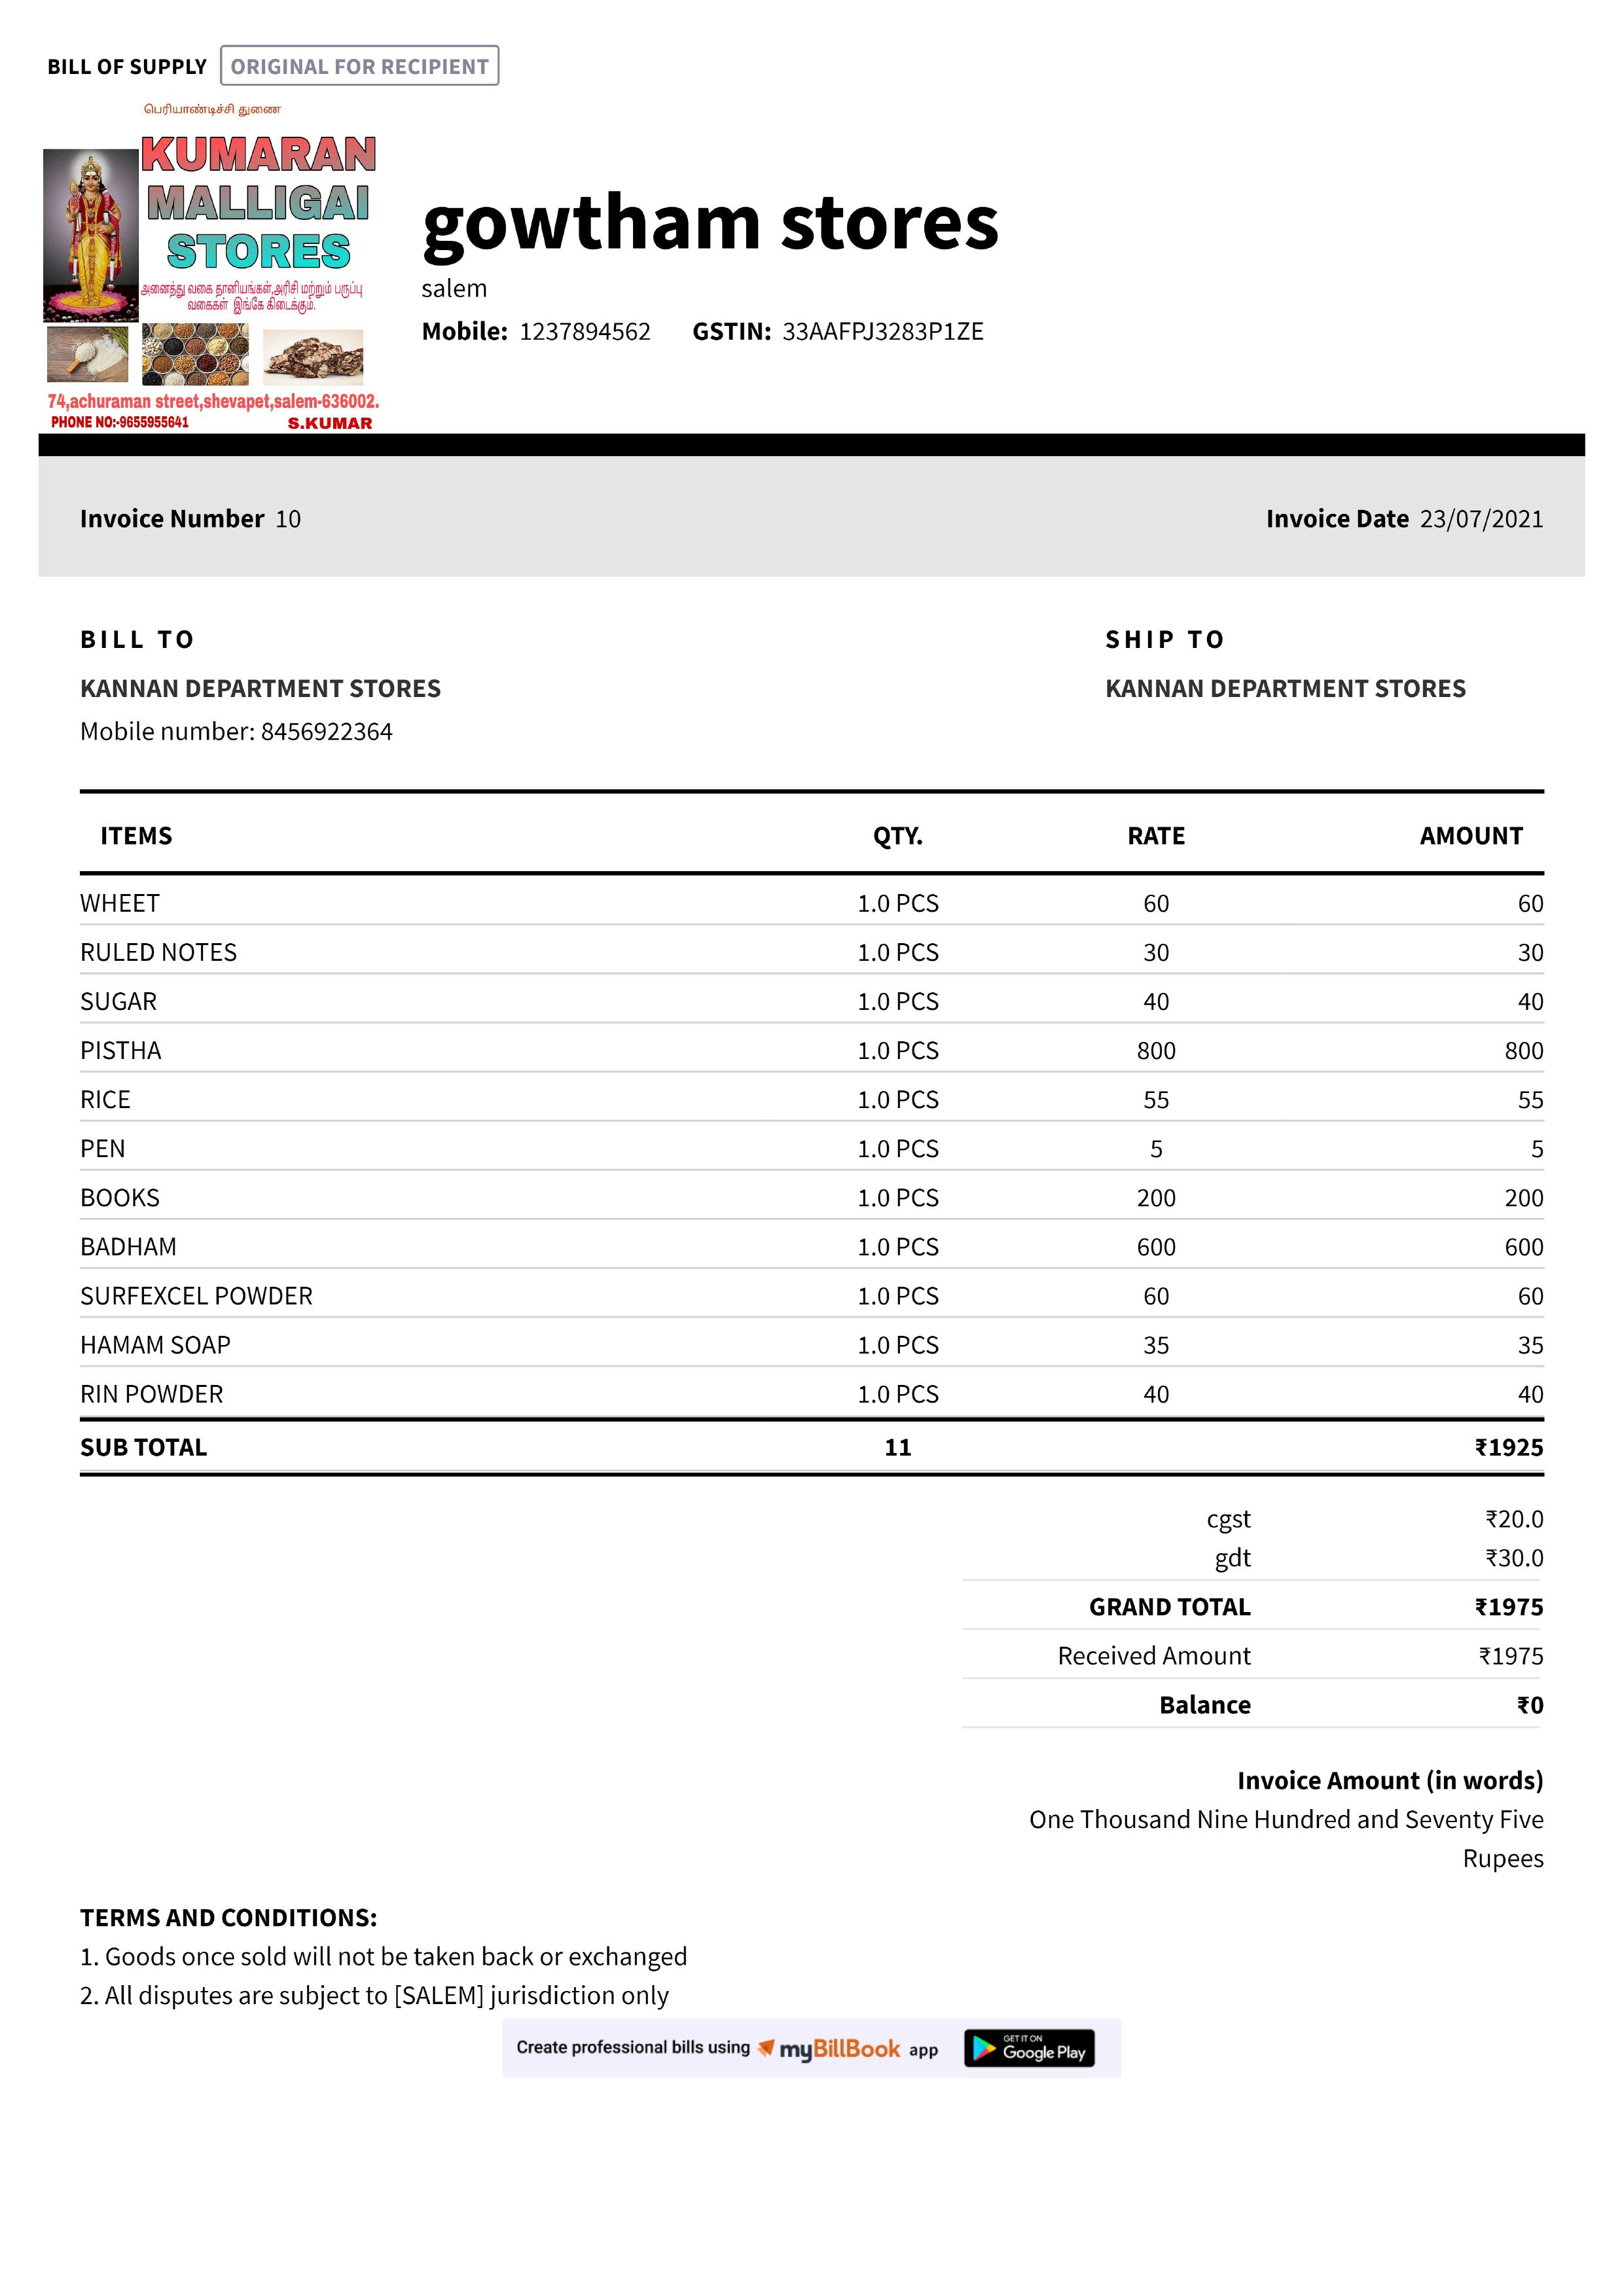 BILL OF SUPPLY ORIGINAL FOR RECIPIENT
பெரியாண்டிச்சி துணை
KUMARAN
MALLIGAI
STORES
அனைத்து வகை தானியங்கள்,அரிசி மற்றும் பருப்பு
வகைகள் இங்கே கிடைக்கும்.
74,achuraman street,shevapet,salem-636002.
PHONE NO:-9655955641 S.KUMAR
gowtham stores
salem
Mobile: 1237894562 GSTIN: 33AAFPJ3283P1ZE
Invoice Number 10 Invoice Date 23/07/2021
BILL TO SHIP TO
KANNAN DEPARTMENT STORES KANNAN DEPARTMENT STORES
Mobile number: 8456922364
ITEMS QTY. RATE AMOUNT
WHEET 1.0 PCS 60 60
RULED NOTES 1.0 PCS 30 30
SUGAR 1.0 PCS 40 40
PISTHA 1.0 PCS 800 800
RICE 1.0 PCS 55 55
PEN 1.0 PCS 5 5
BOOKS 1.0 PCS 200 200
BADHAM 1.0 PCS 600 600
SURFEXCEL POWDER 1.0 PCS 60 60
HAMAM SOAP 1.0 PCS 35 35
RIN POWDER 1.0 PCS 40 40
SUB TOTAL 11 ₹1925
cgst ₹20.0
gdt ₹30.0
GRAND TOTAL ₹1975
Received Amount ₹1975
Balance ₹0
Invoice Amount (in words)
One Thousand Nine Hundred and Seventy Five
Rupees
TERMS AND CONDITIONS:
1. Goods once sold will not be taken back or exchanged
2. All disputes are subject to [SALEM] jurisdiction only
Create professional bills using myBillBook app GET IT ON Google Play